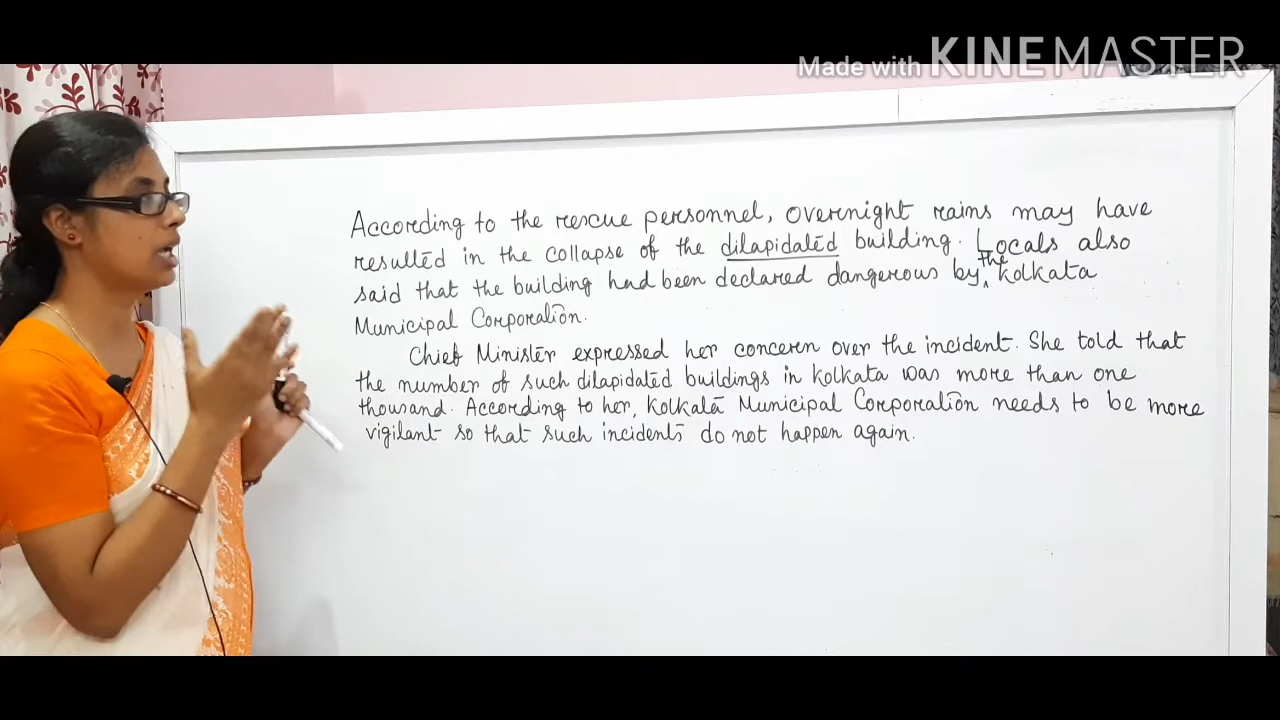 Made with KINEMASTER
According to the rescue personnel, overnight rains may have
resulted in the collapse of the dilapidated building. Locals also
said that the building had been declared dangerous by the Kolkata
Municipal Corporation.
Chief Minister expressed her concern over the incident. She told that
the number of such dilapidated buildings in Kolkata was more than one
thousand. According to her, Kolkata Municipal Corporation needs to be more
vigilant so that such incidents do not happen again.